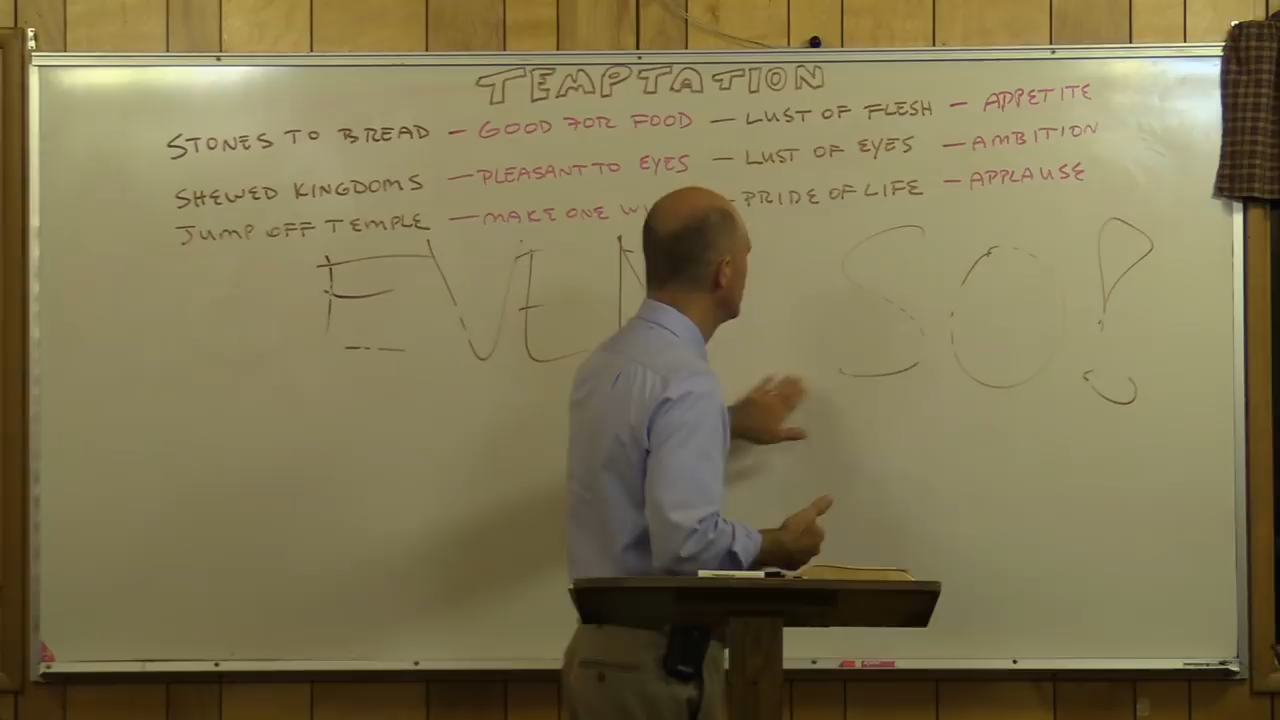 TEMPTATION
STONES TO BREAD - GOOD FOR FOOD - LUST OF FLESH - APPETITE
SHEWED KINGDOMS - PLEASANT TO EYES - LUST OF EYES - AMBITION
JUMP OFF TEMPLE - MAKE ONE - PRIDE OF LIFE - APPLAUSE
EVEN SO!